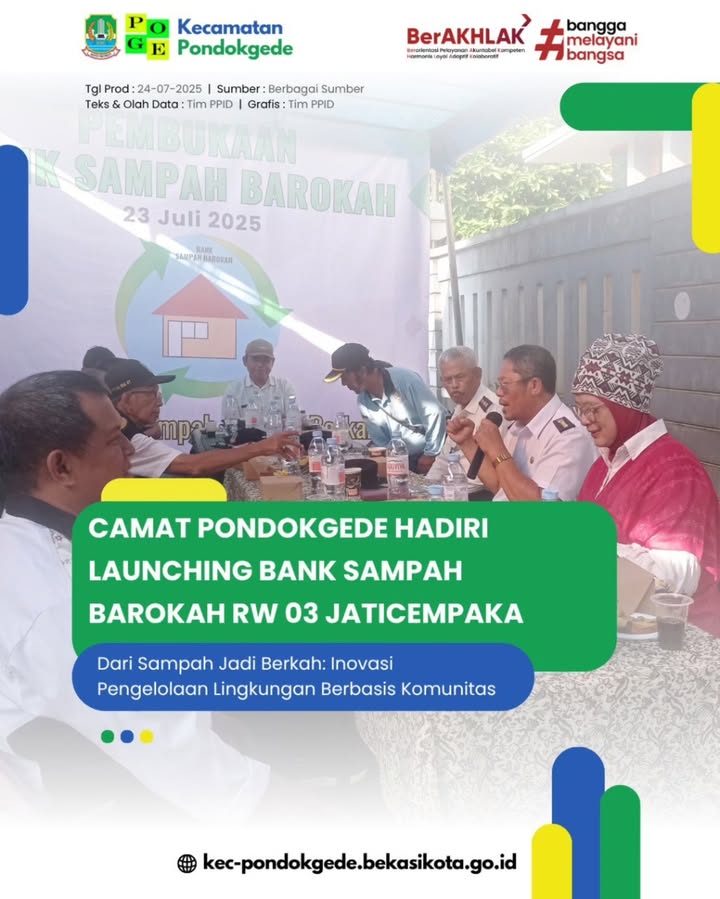 POGE
Kecamatan
Pondokgede
BerAKHLAK
Berorientasi Pelayanan Akuntabel Kompeten
Harmonis Loyal Adaptif Kolaboratif
#bangga
melayani
bangsa
Tgl Prod : 24-07-2025 | Sumber : Berbagai Sumber
Teks & Olah Data : Tim PPID | Grafis : Tim PPID
PEMBUKAAN
SAMPAH BAROKAH
23 Juli 2025
BANK
SAMPAH BAROKAH
CAMAT PONDOKGEDE HADIRI
LAUNCHING BANK SAMPAH
BAROKAH RW 03 JATICEMPAKA
Dari Sampah Jadi Berkah: Inovasi
Pengelolaan Lingkungan Berbasis Komunitas
kec-pondokgede.bekasikota.go.id